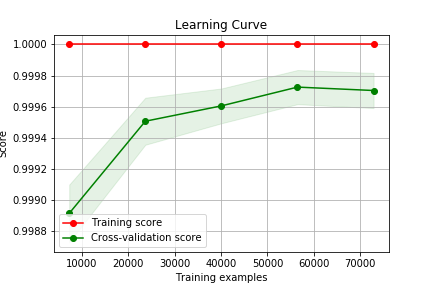 Learning Curve
1.0000
0.9998
0.9996
0.9994
0.9992
0.9990
0.9988
Score
Training score
Cross-validation score
10000 20000 30000 40000 50000 60000 70000
Training examples